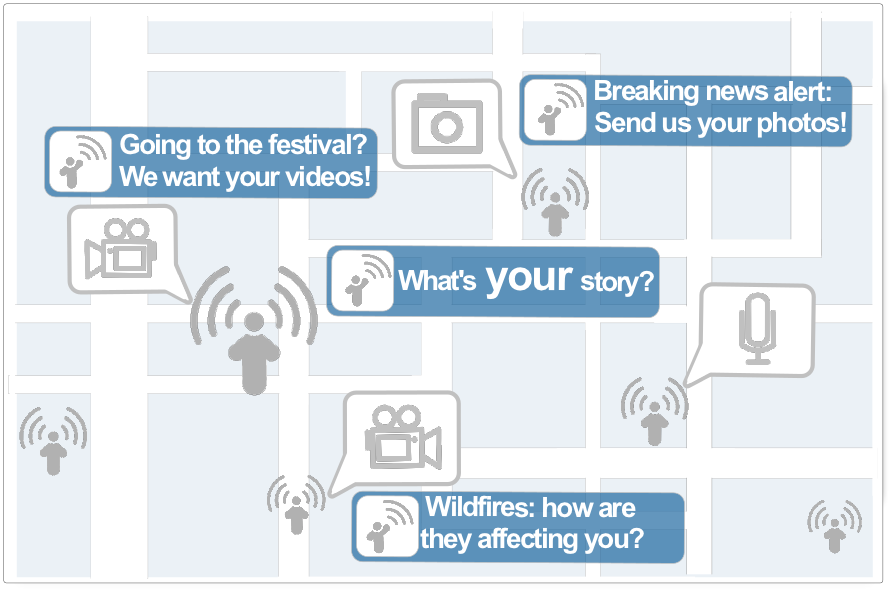 Breaking news alert:
Send us your photos!
Going to the festival?
We want your videos!
What's your story?
Wildfires: how are
they affecting you?